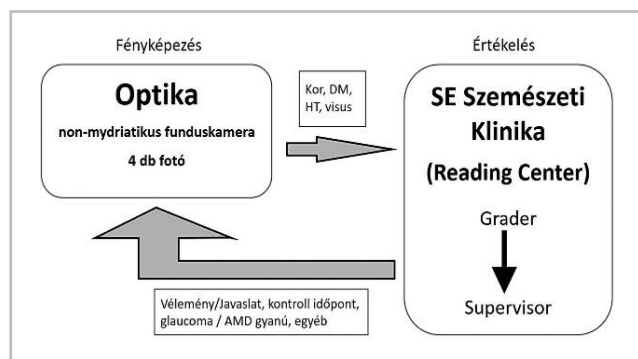 Fényképezés
Értékelés
Optika
non-mydriatikus funduskamera
4 db fotó
Kor, DM,
HT, visus
SE Szemészeti
Klinika
(Reading Center)
Grader
Supervisor
Vélemény/Javaslat, kontroll időpont,
glaucoma / AMD gyanú, egyéb